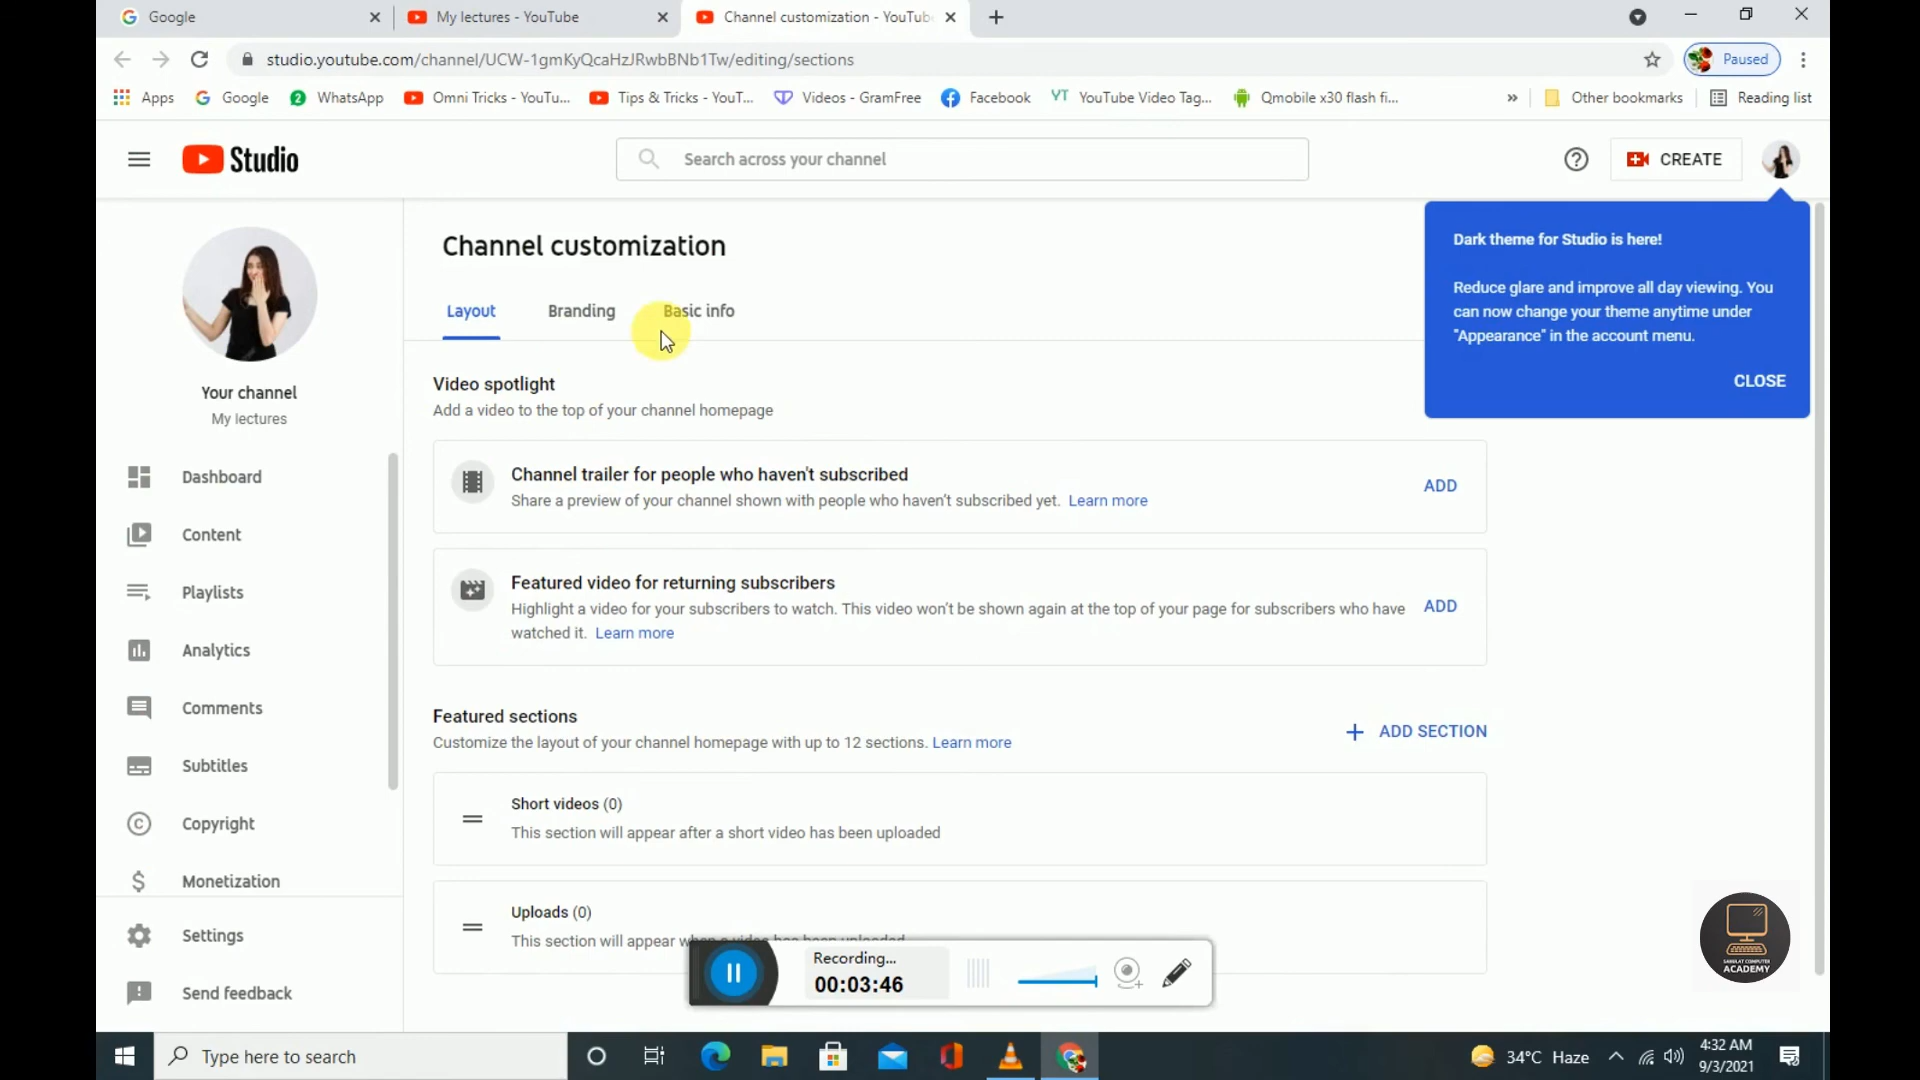 Google
My lectures - YouTube
Channel customization - YouTub
studio.youtube.com/channel/UCW-1gmKyQcaHzJRwbBNb1Tw/editing/sections
Paused
Apps
Google
WhatsApp
Omni Tricks - YouTu...
Tips & Tricks - YouT...
Videos - GramFree
Facebook
YT YouTube Video Tag...
Qmobile x30 flash fi...
»
Other bookmarks
Reading list
Studio
Search across your channel
CREATE
Dark theme for Studio is here!
Reduce glare and improve all day viewing. You
can now change your theme anytime under
"Appearance" in the account menu.
CLOSE
Your channel
My lectures
Dashboard
Content
Playlists
Analytics
Comments
Subtitles
Copyright
Monetization
Settings
Send feedback
Channel customization
Layout
Branding
Basic info
Video spotlight
Add a video to the top of your channel homepage
Channel trailer for people who haven't subscribed
Share a preview of your channel shown with people who haven't subscribed yet. Learn more
ADD
Featured video for returning subscribers
Highlight a video for your subscribers to watch. This video won't be shown again at the top of your page for subscribers who have
watched it. Learn more
ADD
Featured sections
Customize the layout of your channel homepage with up to 12 sections. Learn more
+ ADD SECTION
Short videos (0)
This section will appear after a short video has been uploaded
Uploads (0)
This section will appear when a video has been uploaded
Recording...
00:03:46
COMPUTER
ACADEMY
Type here to search
34°C Haze
4:32 AM
9/3/2021